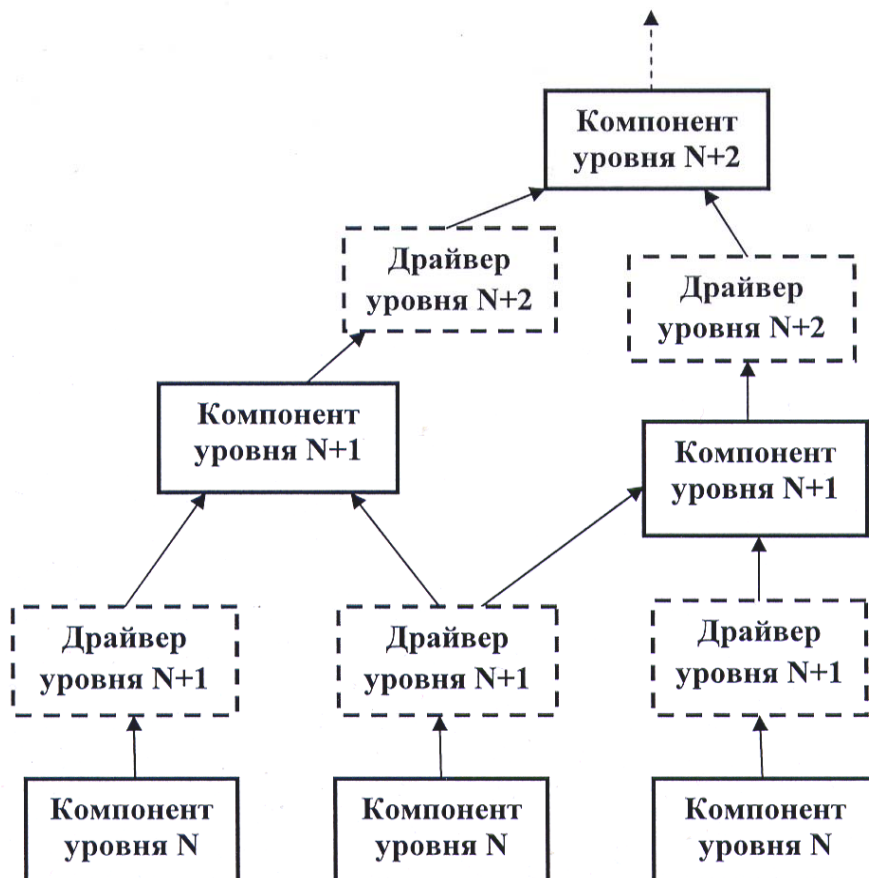 Компонент
уровня N+2
Драйвер
уровня N+2
Драйвер
уровня N+2
Компонент
уровня N+1
Компонент
уровня N+1
Драйвер
уровня N+1
Драйвер
уровня N+1
Драйвер
уровня N+1
Компонент
уровня N
Компонент
уровня N
Компонент
уровня N